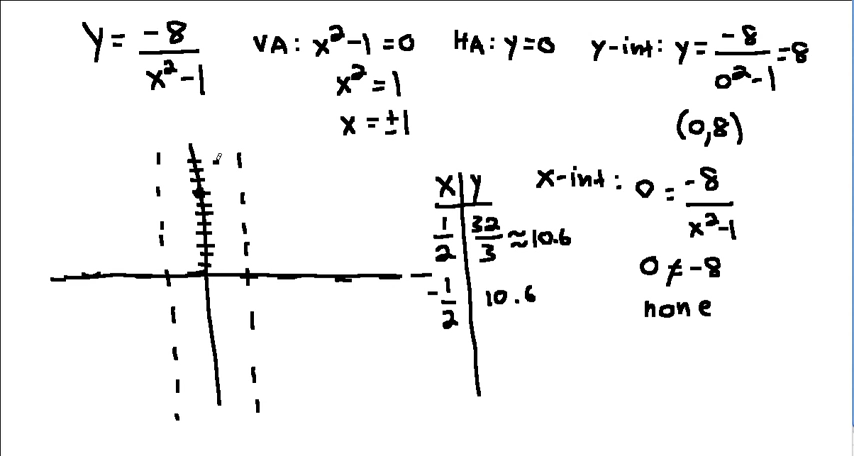 y = -8 / x² - 1
VA: x² - 1 = 0
x² = 1
x = ±1
HA: y = 0
y-int: y = -8 / 0² - 1 = 8
(0,8)
x-int: 0 = -8 / x² - 1
0 ≠ -8
none
x | y
1/2 | 32/3 ≈ 10.6
-1/2 | 10.6